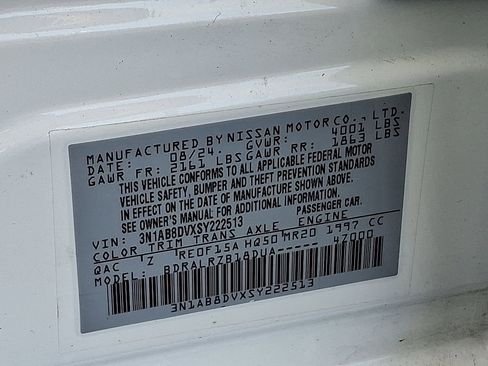 MANUFACTURED BY NISSAN MOTOR CO., LTD.
DATE: 08/24. GVWR: 4001 LBS
GAWR FR: 2161 LBS GAWR RR: 1863 LBS
THIS VEHICLE CONFORMS TO ALL APPLICABLE FEDERAL MOTOR
VEHICLE SAFETY, BUMPER AND THEFT PREVENTION STANDARDS
IN EFFECT ON THE DATE OF MANUFACTURE SHOWN ABOVE.
SEE OWNER'S MANUAL FOR ADDITIONAL INFORMATION.
VIN: 3N1AB8DVXSY222513 PASSENGER CAR.
COLOR TRIM TRANS AXLE ENGINE
QAC Z RE0F15A HQ50 MR20 1997 CC
MODEL: BDRALRZB18DUA----- 4Z000
3N1AB8DVXSY222513